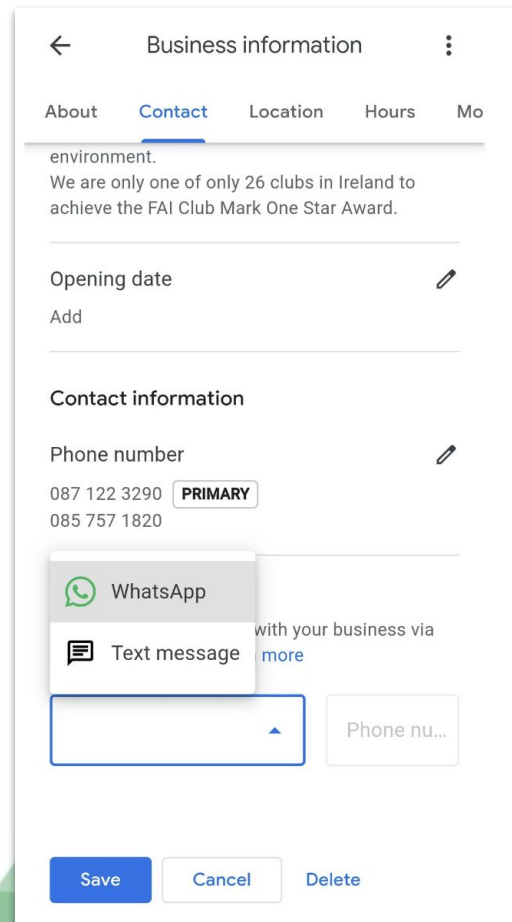 Business information
About Contact Location Hours Mo
environment.
We are only one of only 26 clubs in Ireland to
achieve the FAI Club Mark One Star Award.
Opening date
Add
Contact information
Phone number
087 122 3290 PRIMARY
085 757 1820
WhatsApp
with your business via
Text message more
Phone nu...
Save Cancel Delete